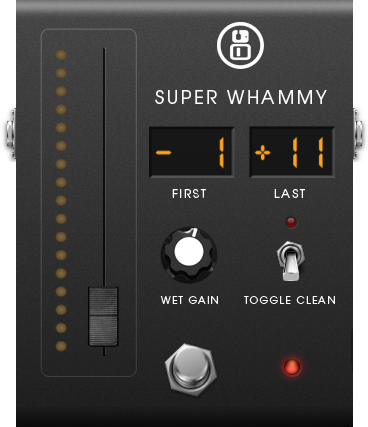 SUPER WHAMMY
- 1 + 11
FIRST LAST
WET GAIN TOGGLE CLEAN